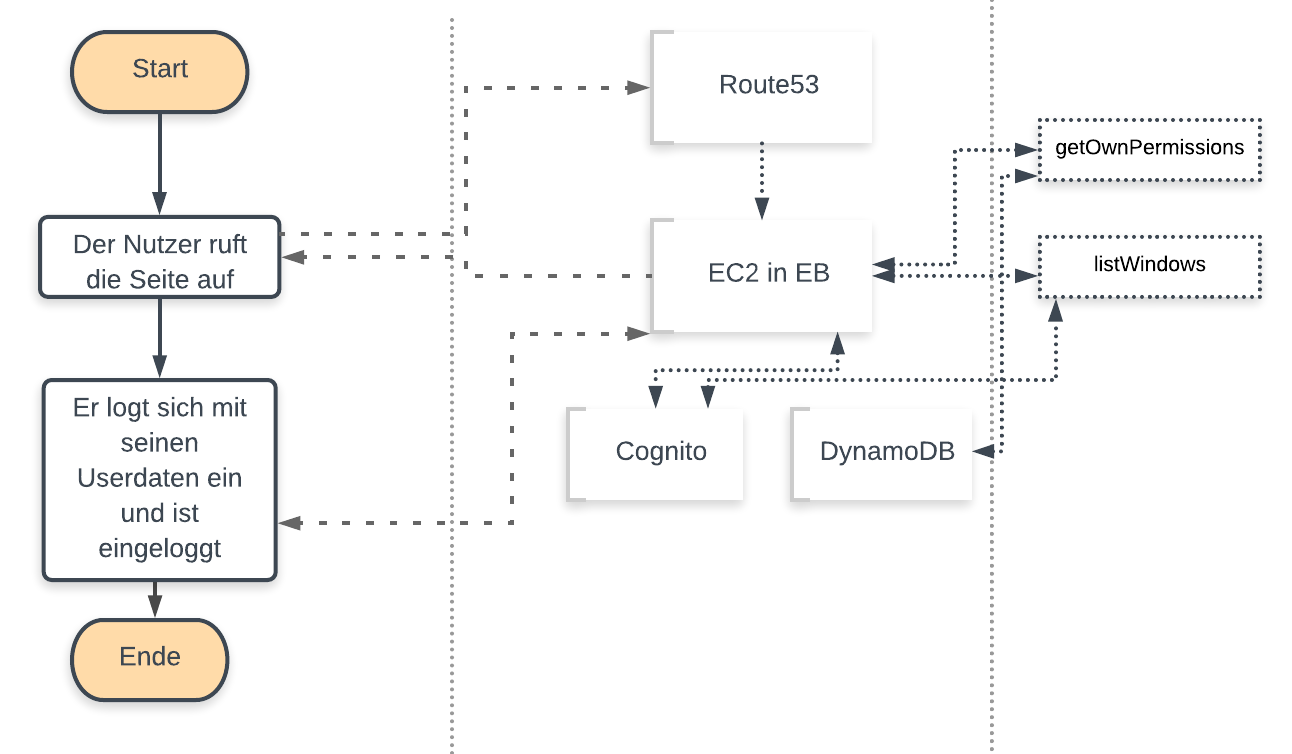 Start
Der Nutzer ruft
die Seite auf
Er logt sich mit
seinen
Userdaten ein
und ist
eingeloggt
Ende
Route53
EC2 in EB
Cognito
DynamoDB
getOwnPermissions
listWindows